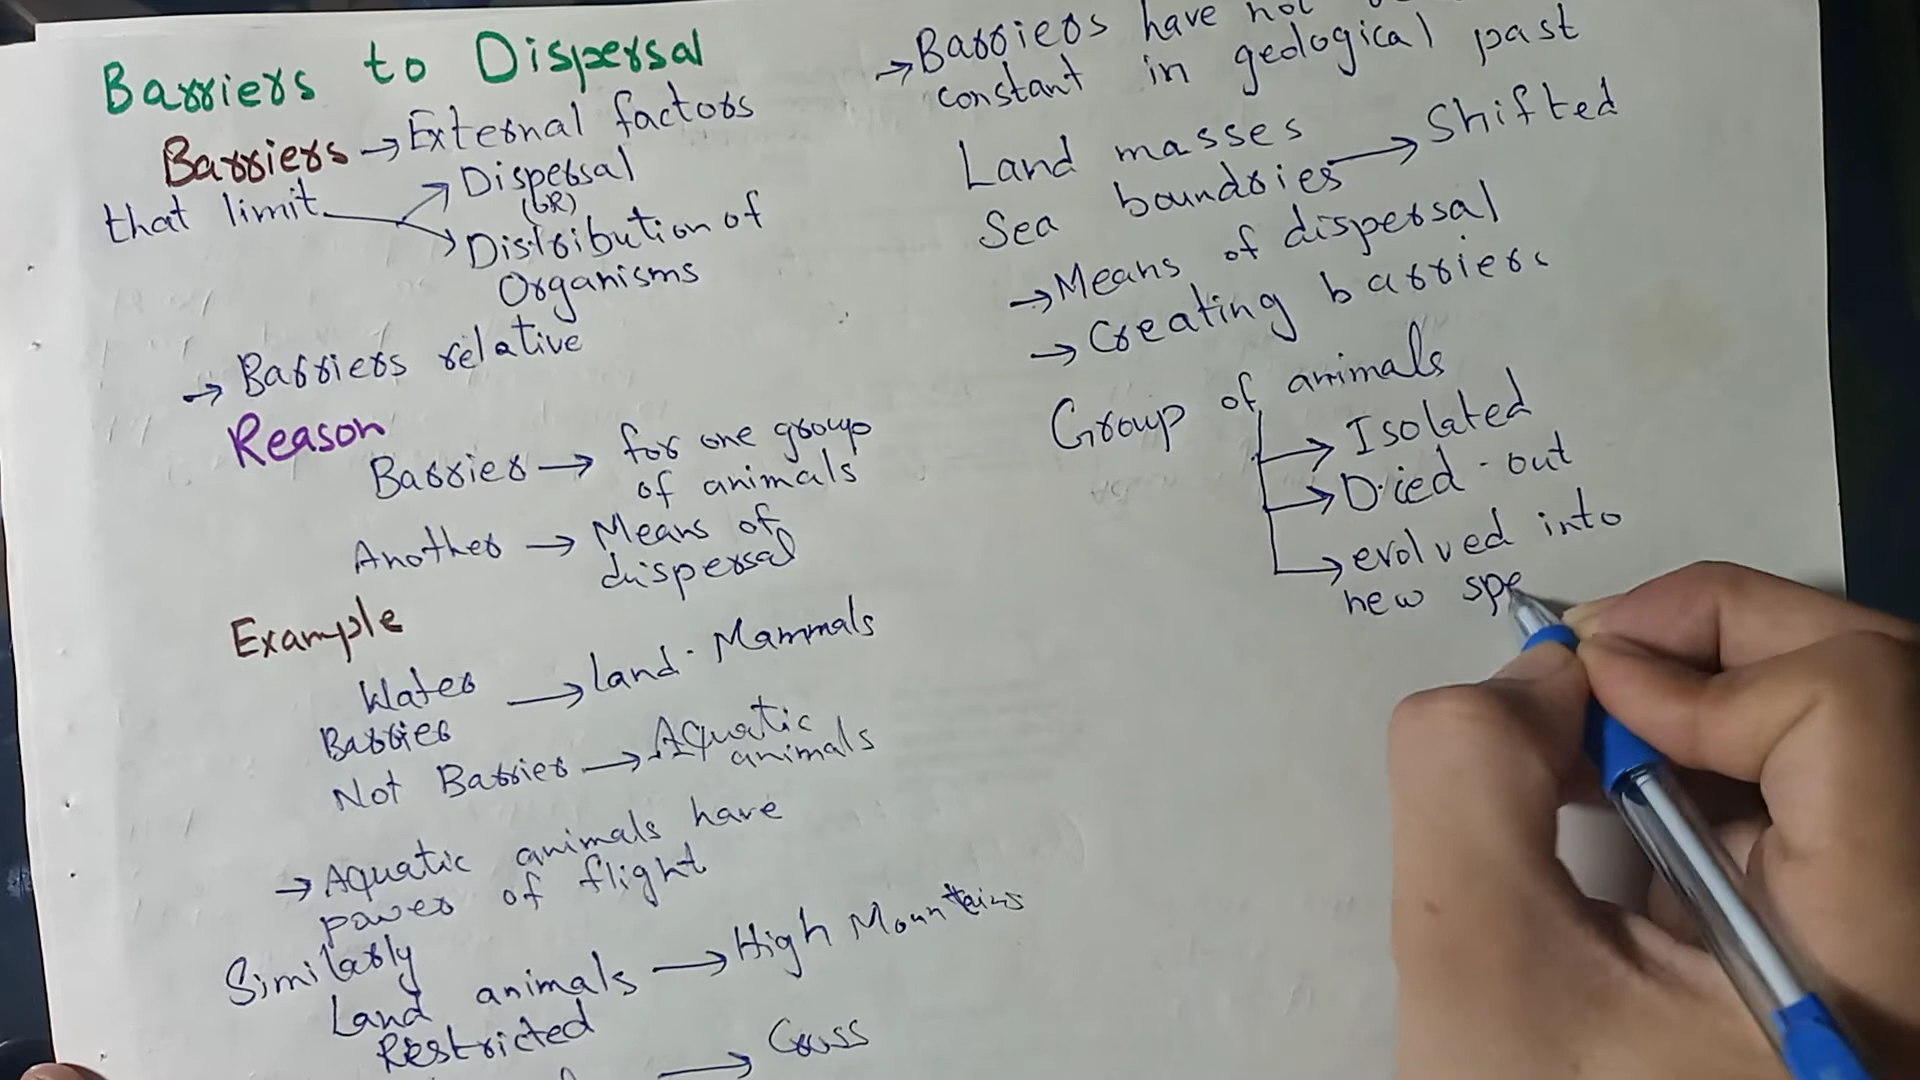 Barriers to Dispersal
Barriers → External factors
that limit → Dispersal
(OR)
→ Distribution of
Organisms
→ Barriers relative
Reason
Barrier → for one group
of animals
Another → Means of
dispersal
Example
Water → Land Mammals
Barrier
Not Barrier → Aquatic
animals
→ Aquatic animals have
power of flight
Similarly
Land animals → High Mountains
Restricted
→ Cross
→ Barriers have not
constant in geological past
Land masses
Sea boundries → Shifted
→ Means of dispersal
→ Creating barriers
Group of animals
→ Isolated
→ Died-out
→ evolved into
new spe